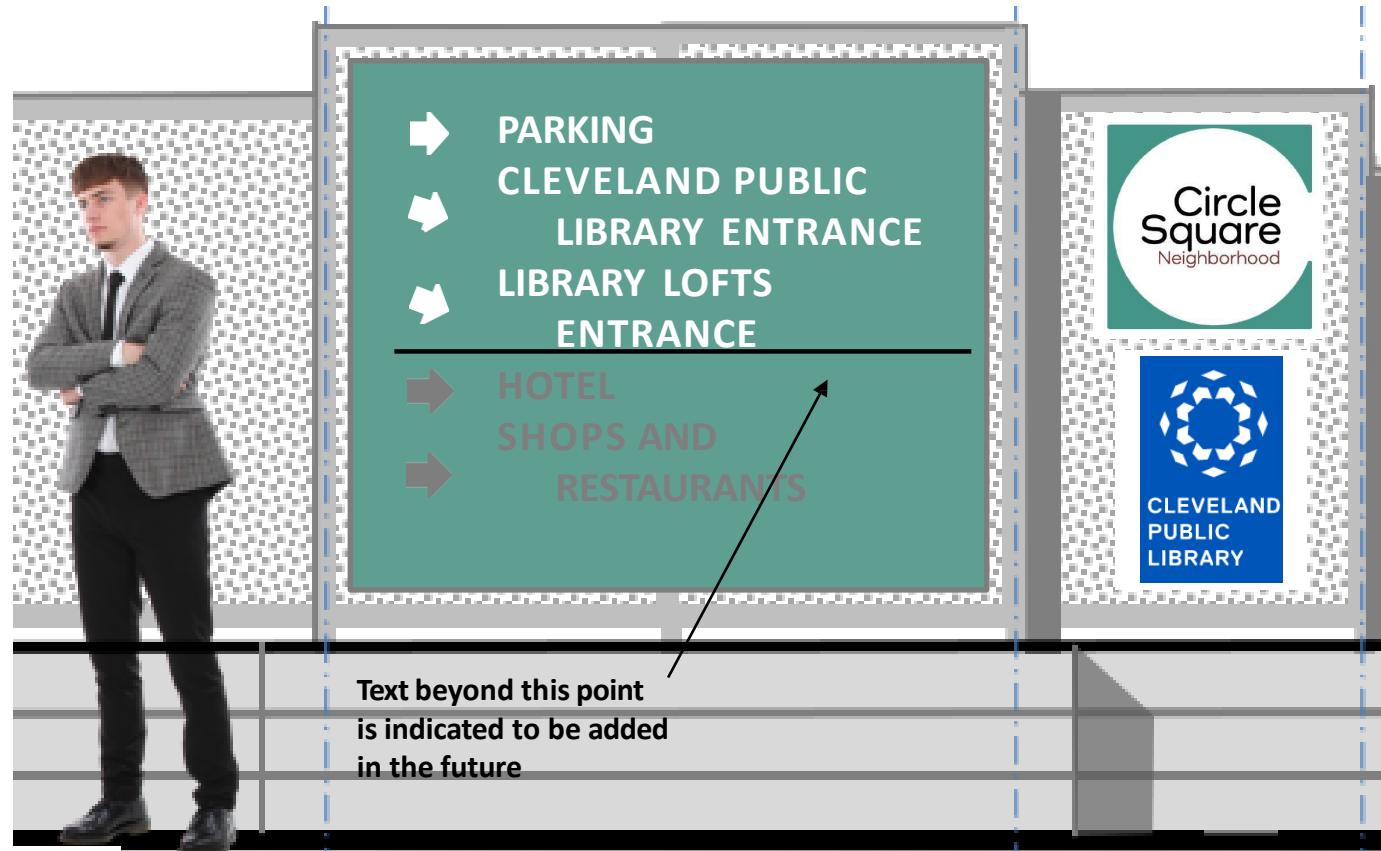 PARKING
CLEVELAND PUBLIC
LIBRARY ENTRANCE
LIBRARY LOFTS
ENTRANCE
HOTEL
SHOPS AND
RESTAURANTS
Circle
Square
Neighborhood
CLEVELAND
PUBLIC
LIBRARY
Text beyond this point
is indicated to be added
in the future